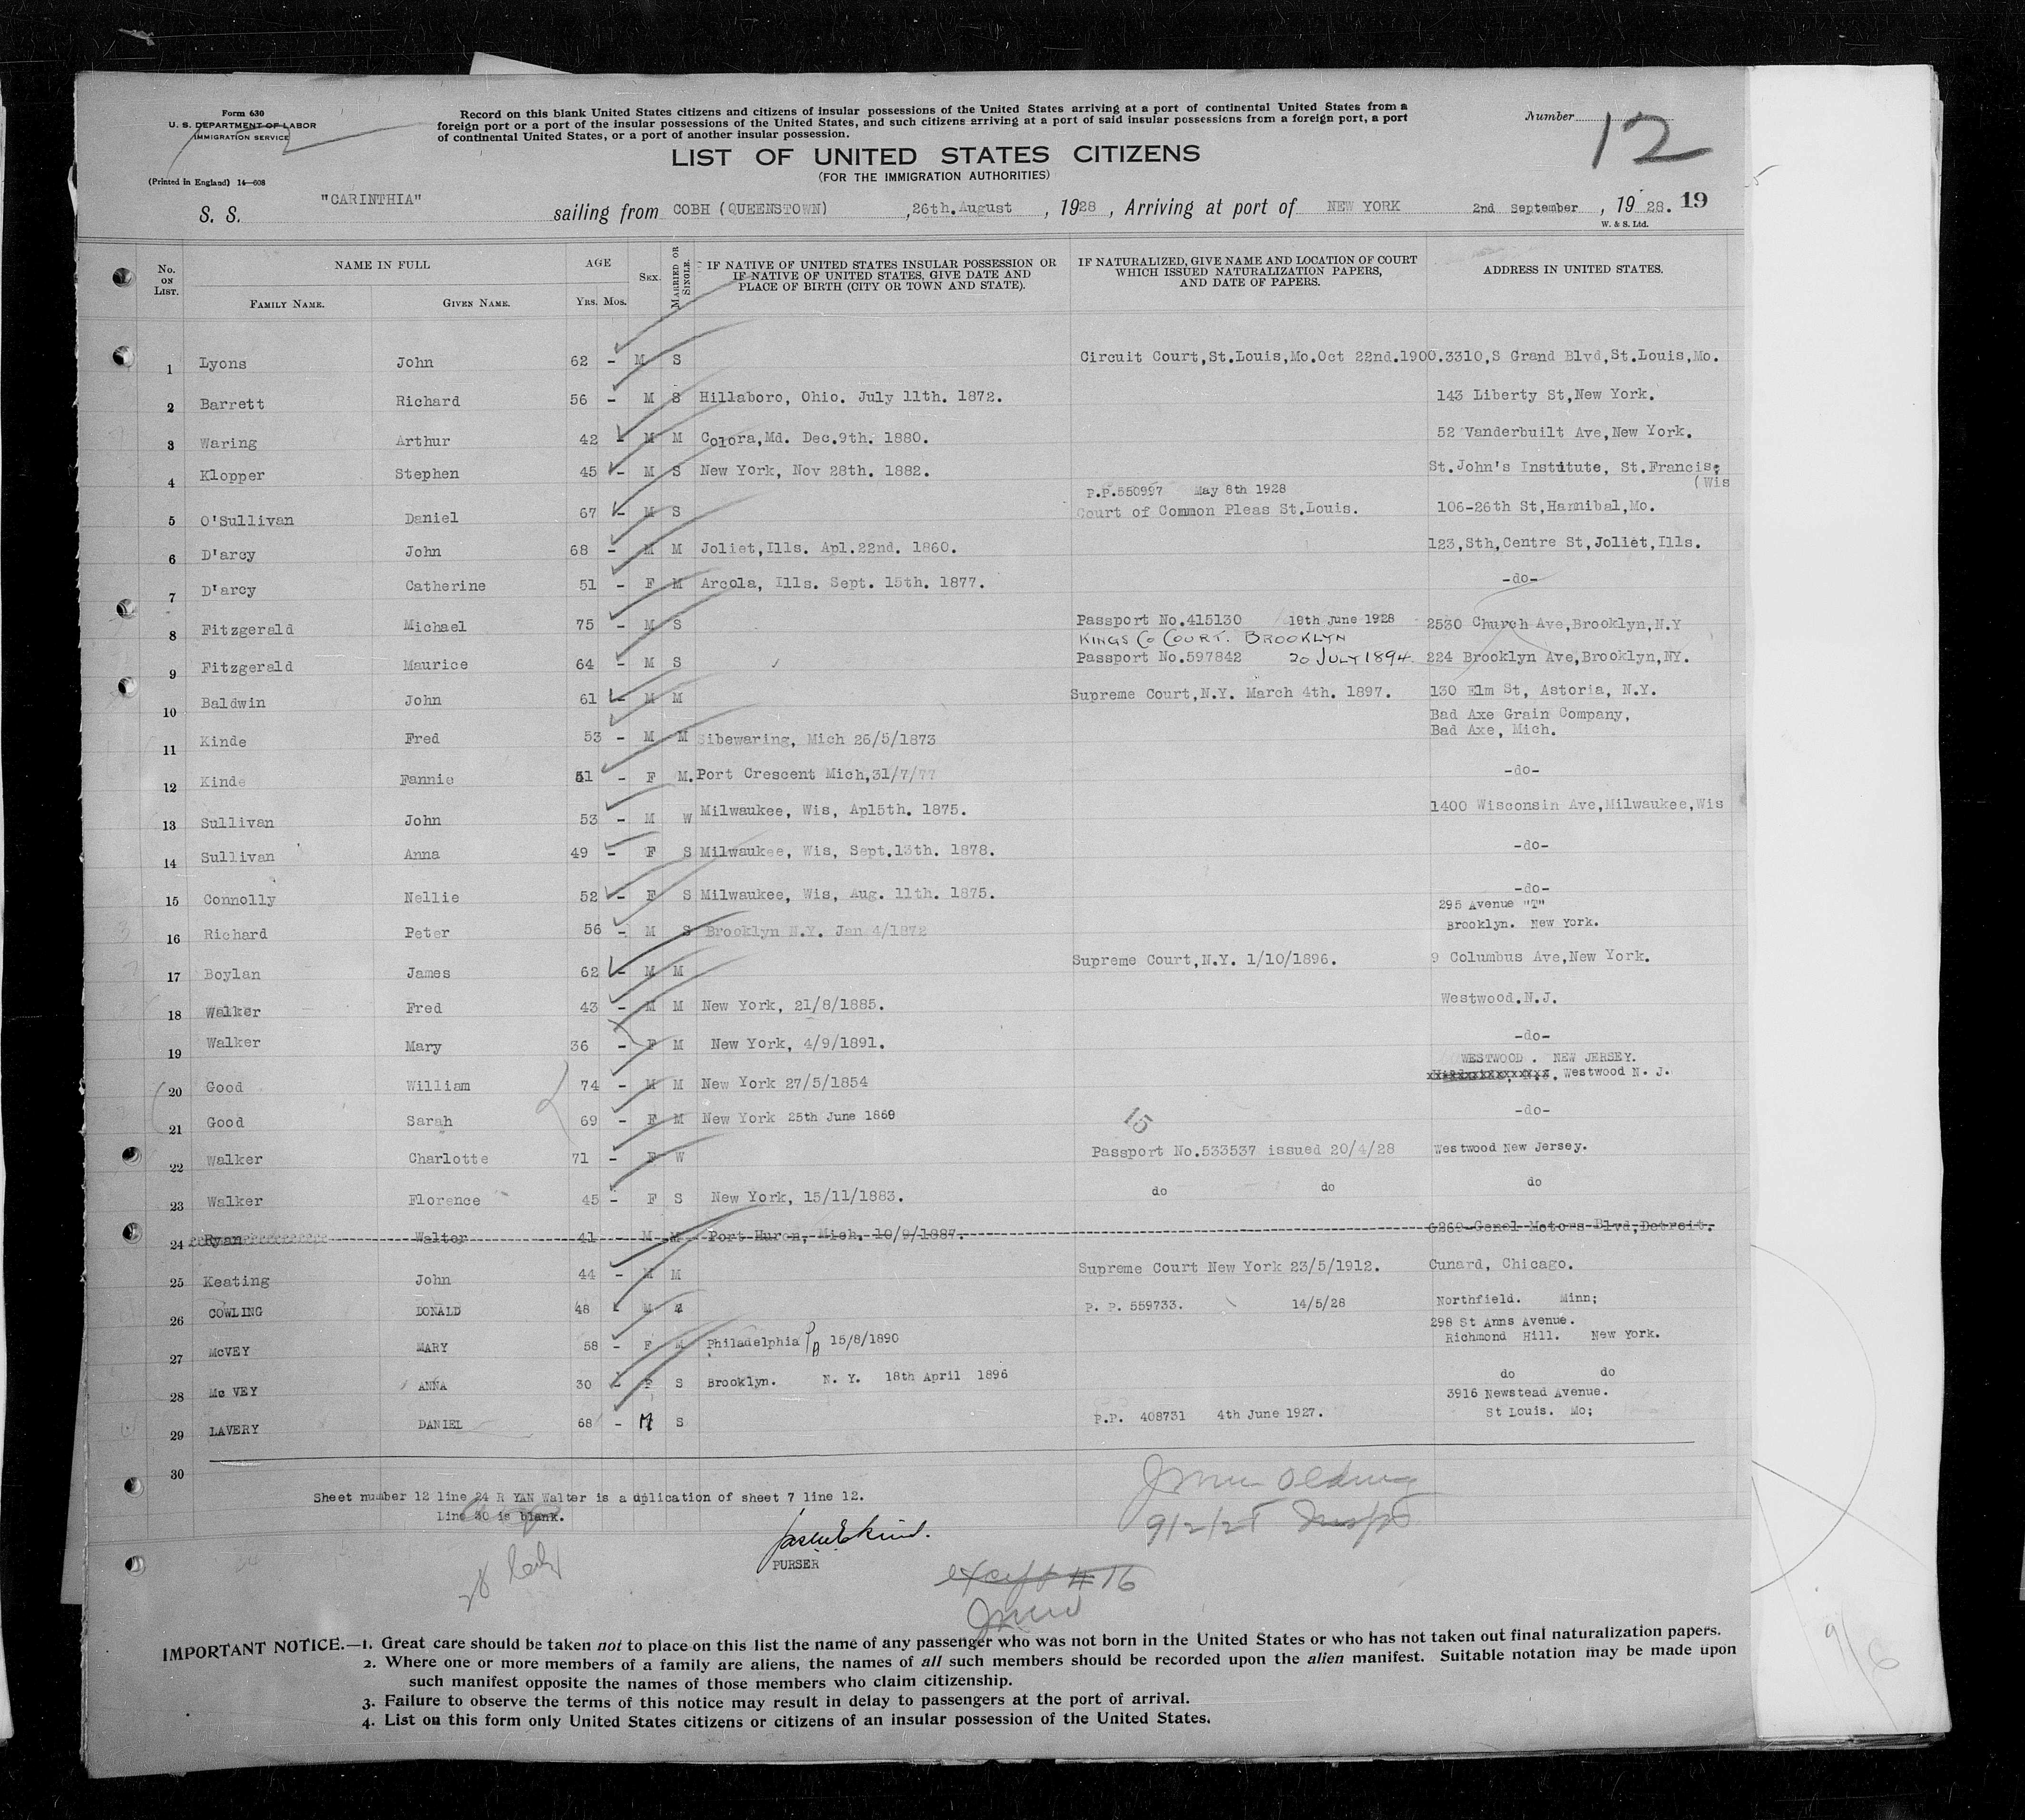 Form 630
U. S. DEPARTMENT OF LABOR
IMMIGRATION SERVICE
(Printed in England) 14—608
Record on this blank United States citizens and citizens of insular possessions of the United States arriving at a port of continental United States from a
foreign port or a port of the insular possessions of the United States, and such citizens arriving at a port of said insular possessions from a foreign port, a port
of continental United States, or a port of another insular possession.
Number 12
LIST OF UNITED STATES CITIZENS
(FOR THE IMMIGRATION AUTHORITIES)
S. S. "CARINTHIA" sailing from COBH (QUEENSTOWN) ,26th.August , 1928 , Arriving at port of NEW YORK 2nd September , 19 28. 19
W. & S. Ltd.
No. ON LIST. NAME IN FULL AGE SEX. MARRIED OR SINGLE. IF NATIVE OF UNITED STATES INSULAR POSSESSION OR IF NATIVE OF UNITED STATES, GIVE DATE AND PLACE OF BIRTH (CITY OR TOWN AND STATE). IF NATURALIZED, GIVE NAME AND LOCATION OF COURT WHICH ISSUED NATURALIZATION PAPERS, AND DATE OF PAPERS. ADDRESS IN UNITED STATES.
FAMILY NAME. GIVEN NAME. Yrs. Mos.
1 Lyons John 62 - M S Circuit Court,St.Louis,Mo.Oct 22nd.1900. 3310,S Grand Blvd,St.Louis,Mo.
2 Barrett Richard 56 - M S Hillaboro, Ohio. July 11th. 1872. 143 Liberty St,New York.
3 Waring Arthur 42 - M M Colora,Md. Dec.9th. 1880. 52 Vanderbuilt Ave,New York.
4 Klopper Stephen 45 - M S New York, Nov 28th. 1882. St.John's Institute, St.Francis,
(Wis
P.P.550997 May 8th 1928
5 O'Sullivan Daniel 67 - M S Court of Common Pleas St.Louis. 106-26th St,Hannibal,Mo.
6 D'arcy John 68 - M M Joliet,Ills. Apl.22nd. 1860. 123,Sth,Centre St,Joliet,Ills.
7 D'arcy Catherine 51 - F M Arcola, Ills. Sept. 15th. 1877. -do-
8 Fitzgerald Michael 75 - M S Passport No.415130 19th June 1928 2530 Church Ave,Brooklyn,N.Y
KINGS Co COURT. BROOKLYN
9 Fitzgerald Maurice 64 - M S Passport No.597842 20 JULY 1894 224 Brooklyn Ave,Brooklyn,NY.
10 Baldwin John 61 - M M Supreme Court,N.Y. March 4th. 1897. 130 Elm St, Astoria, N.Y.
Bad Axe Grain Company,
11 Kinde Fred 53 - M M Sibewaring, Mich 26/5/1873 Bad Axe, Mich.
12 Kinde Fannie 51 - F M. Port Crescent Mich,31/7/77 -do-
13 Sullivan John 53 - M W Milwaukee, Wis, Ap15th. 1875. 1400 Wisconsin Ave,Milwaukee,Wis
14 Sullivan Anna 49 - F S Milwaukee, Wis, Sept.13th. 1878. -do-
15 Connolly Nellie 52 - F S Milwaukee, Wis, Aug. 11th. 1875. -do-
295 Avenue "T"
16 Richard Peter 56 - M S Brooklyn N.Y. Jan 4/1872 Brooklyn. New York.
17 Boylan James 62 - M M Supreme Court,N.Y. 1/10/1896. 9 Columbus Ave,New York.
18 Walker Fred 43 - M M New York, 21/8/1885. Westwood.N.J.
19 Walker Mary 36 - F M New York, 4/9/1891. -do-
WESTWOOD . NEW JERSEY.
20 Good William 74 - M M New York 27/5/1854 Westwood N. J.
21 Good Sarah 69 - F M New York 25th June 1859 -do-
15
22 Walker Charlotte 71 - F W Passport No.533537 issued 20/4/28 Westwood New Jersey.
23 Walker Florence 45 - F S New York, 15/11/1883. do do do
24 Ryan Walter 41 - M M Port Huron, Mich. 10/9/1887. 6269 Genel Motors Blvd,Detroit.
25 Keating John 44 - M M Supreme Court New York 23/5/1912. Cunard, Chicago.
26 COWLING DONALD 48 - M M P. P. 559733. 14/5/28 Northfield. Minn;
298 St Anns Avenue.
27 McVEY MARY 58 - F M Philadelphia Pa 15/8/1890 Richmond Hill. New York.
28 Mc VEY ANNA 30 - F S Brooklyn. N. Y. 18th April 1896 do do
3916 Newstead Avenue.
29 LAVERY DANIEL 68 - M S P.P. 408731 4th June 1927. St Louis. Mo;
30
Sheet number 12 line 24 R YAN Walter is a duplication of sheet 7 line 12.
Line 30 is blank.
9/2/28
PURSER
except # 16
IMPORTANT NOTICE.—1. Great care should be taken not to place on this list the name of any passenger who was not born in the United States or who has not taken out final naturalization papers.
2. Where one or more members of a family are aliens, the names of all such members should be recorded upon the alien manifest. Suitable notation may be made upon
such manifest opposite the names of those members who claim citizenship.
3. Failure to observe the terms of this notice may result in delay to passengers at the port of arrival.
4. List on this form only United States citizens or citizens of an insular possession of the United States.